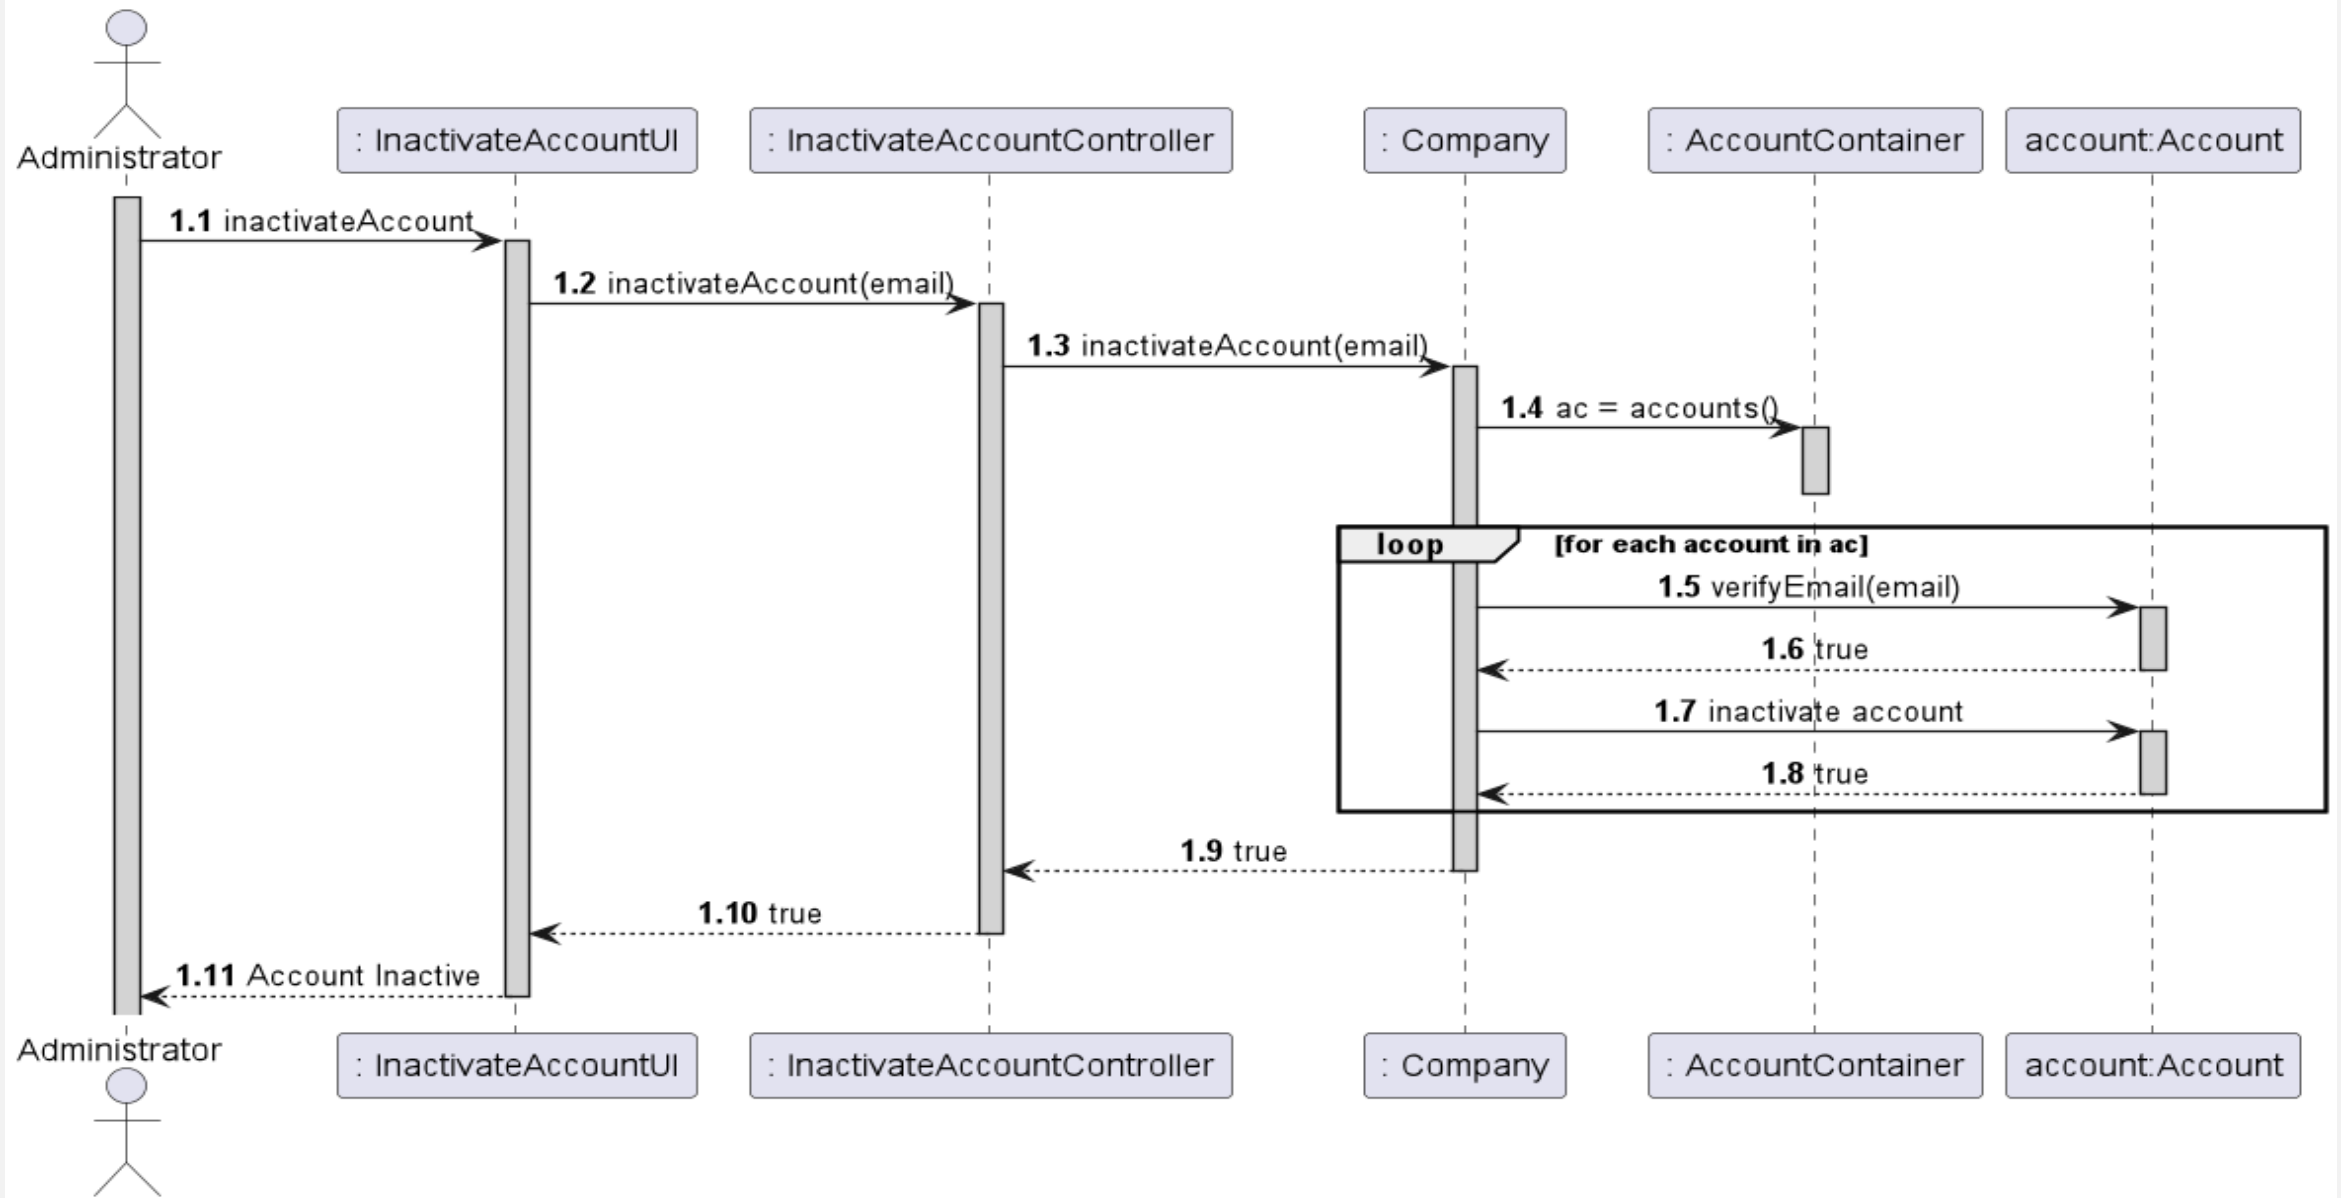 Administrator
: InactivateAccountUI
: InactivateAccountController
: Company
: AccountContainer
account:Account
1.1 inactivateAccount
1.2 inactivateAccount(email)
1.3 inactivateAccount(email)
1.4 ac = accounts()
loop [for each account in ac]
1.5 verifyEmail(email)
1.6 true
1.7 inactivate account
1.8 true
1.9 true
1.10 true
1.11 Account Inactive
Administrator
: InactivateAccountUI
: InactivateAccountController
: Company
: AccountContainer
account:Account